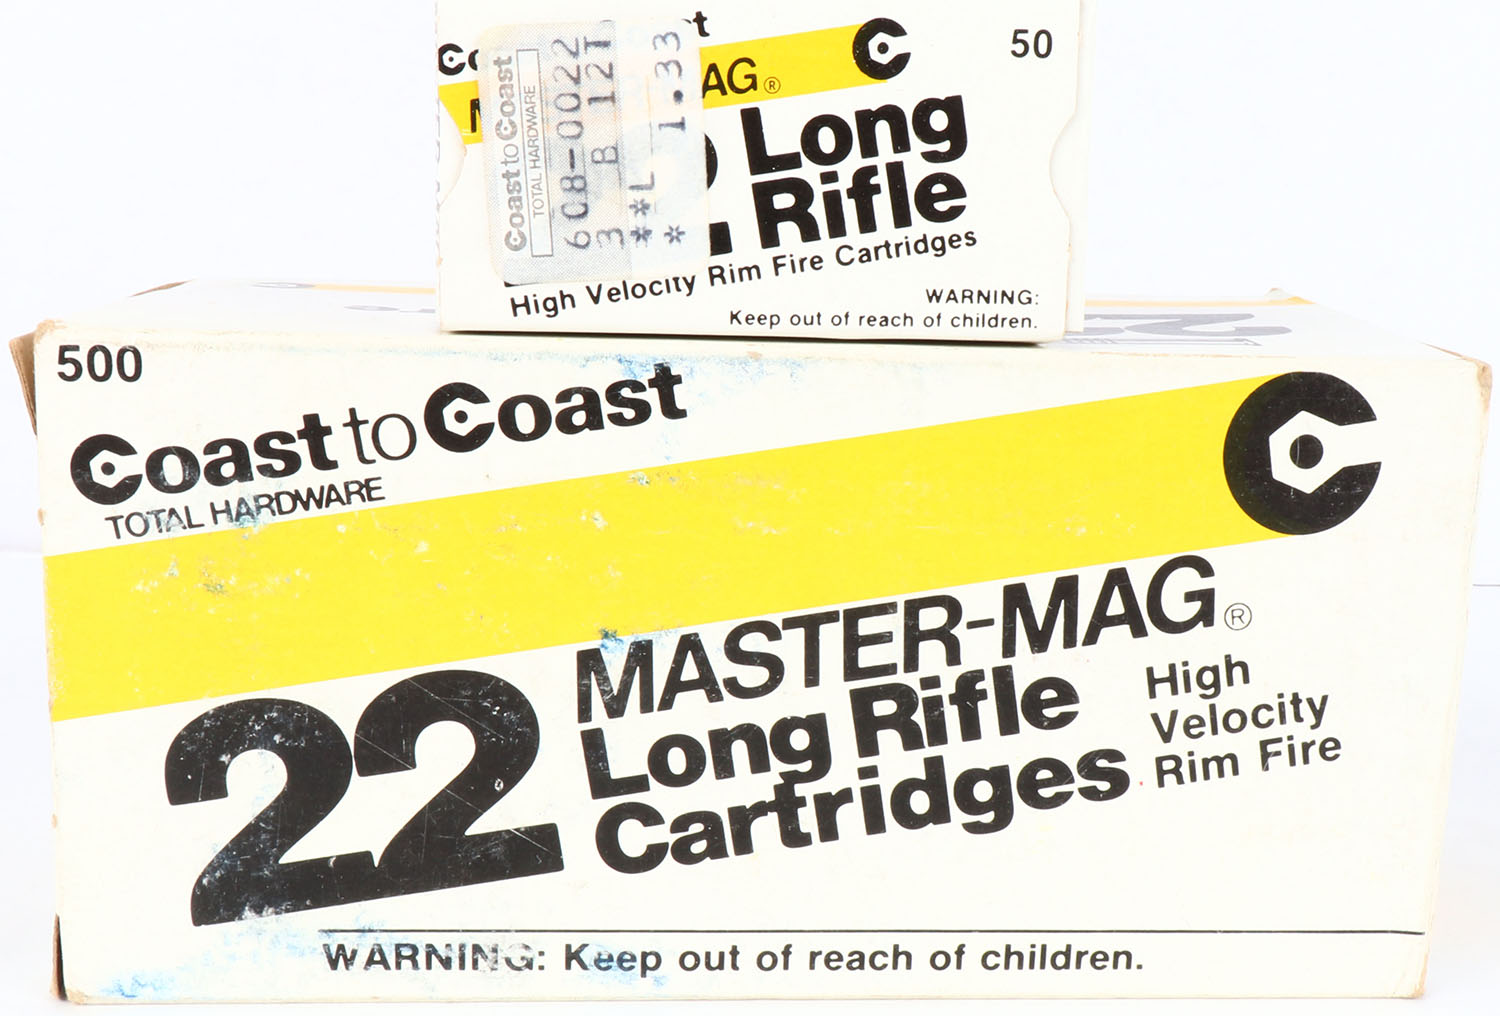 50
AG®
Long
Rifle
High Velocity Rim Fire Cartridges
WARNING:
Keep out of reach of children.
Coast to Coast
TOTAL HARDWARE
608-0022
3 B 12T
**L
* 1.33
500
Coast to Coast
TOTAL HARDWARE
22
MASTER-MAG®
Long Rifle
Cartridges
High
Velocity
Rim Fire
WARNING: Keep out of reach of children.